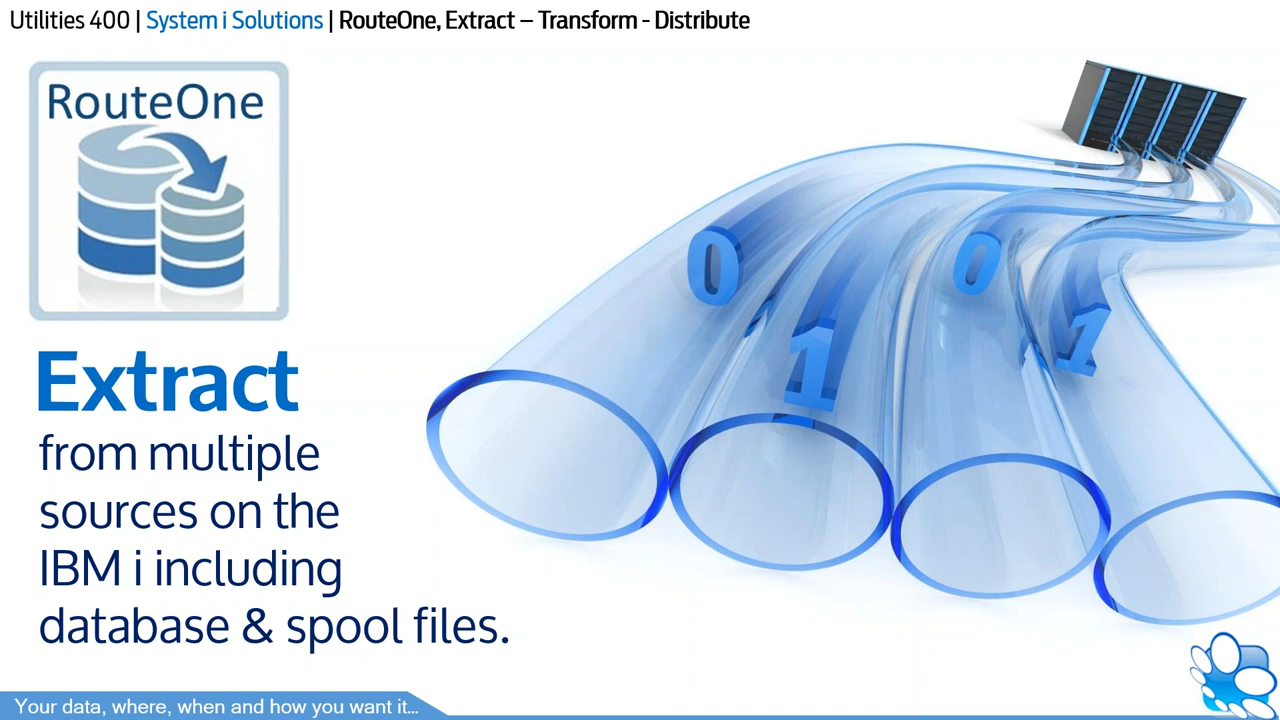 Utilities 400 | System i Solutions | RouteOne, Extract – Transform - Distribute
RouteOne
0
0
1
1
Extract
from multiple
sources on the
IBM i including
database & spool files.
Your data, where, when and how you want it...